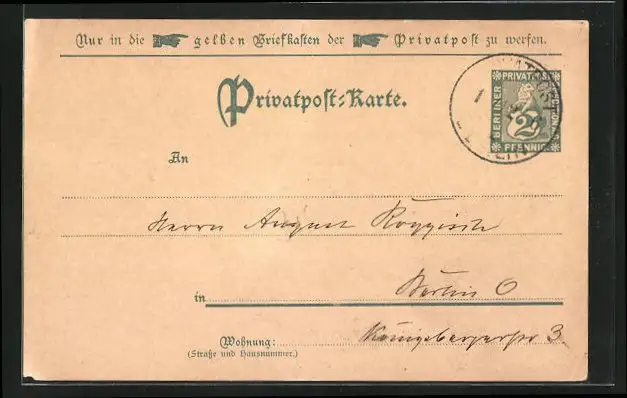 Nur in die gelben Briefkasten der Privatpost zu werfen.
Privatpost-Karte.
BERLINER
PRIVATPOST
2
PFENNIG
An
Herrn August
in Berlin O
Wohnung: Königsbergerstr 3.
(Straße und Hausnummer.)